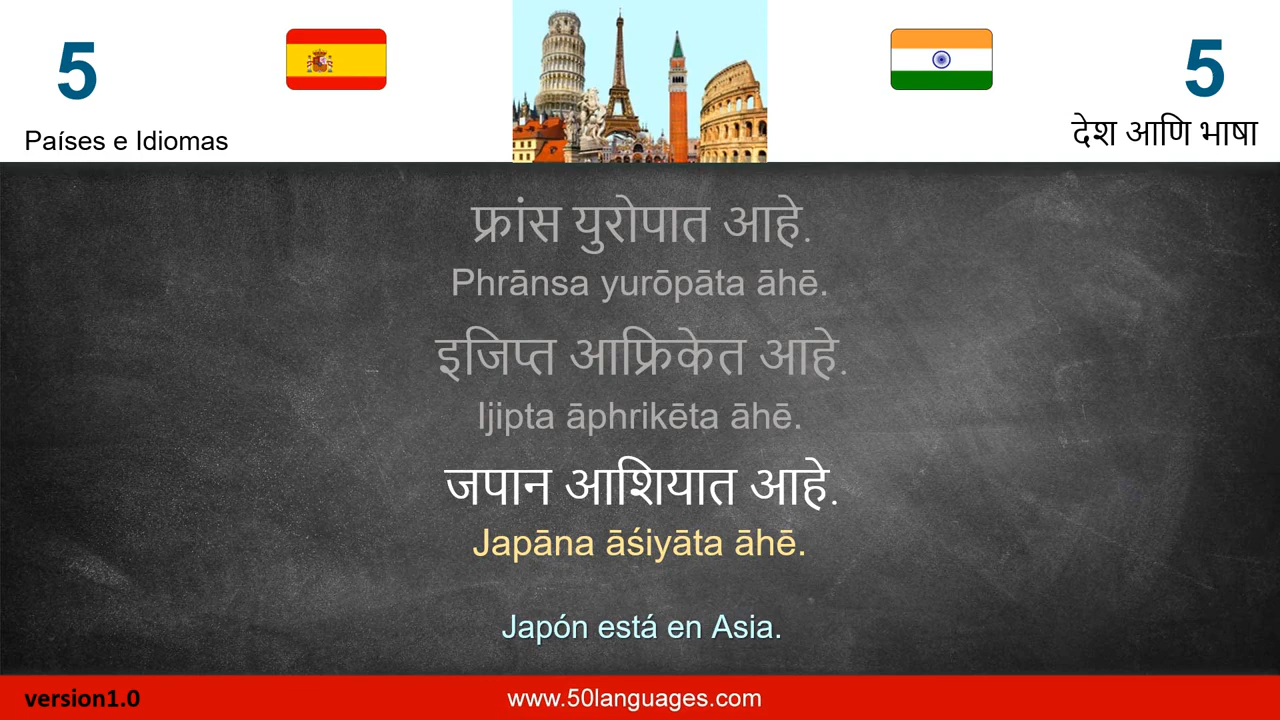 5
5
Países e Idiomas
देश आणि भाषा
फ्रांस युरोपात आहे.
Phrānsa yurōpāta āhē.
इजिप्त आफ्रिकेत आहे.
Ijipta āphrikēta āhē.
जपान आशियात आहे.
Japāna āśiyāta āhē.
Japón está en Asia.
version1.0
www.50languages.com